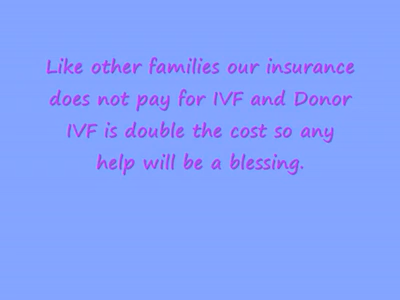 Like other families our insurance
does not pay for IVF and Donor
IVF is double the cost so any
help will be a blessing.